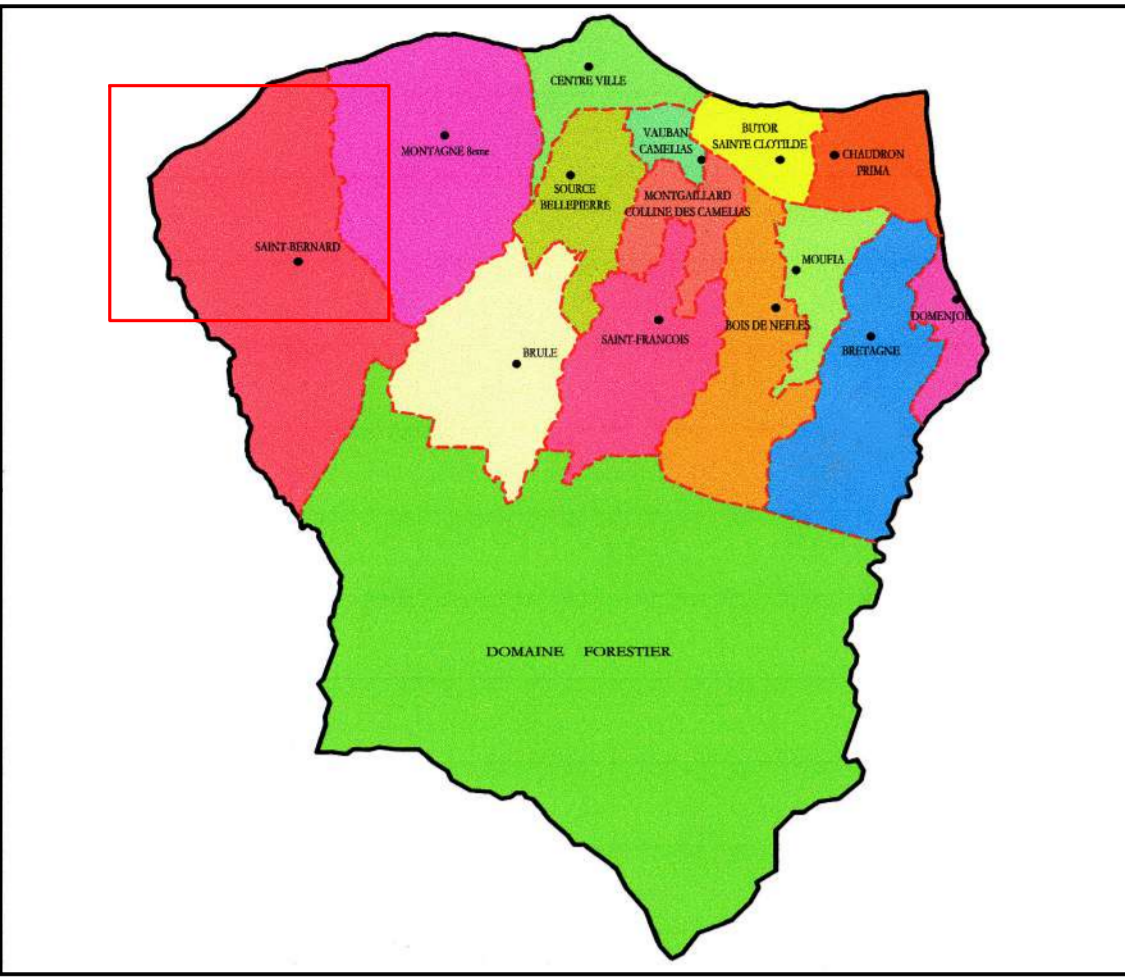 CENTRE VILLE
MONTAGNE 8eme
VAUBAN
CAMELIAS
BUTOR
SAINTE CLOTILDE
CHAUDRON
PRIMA
SOURCE
BELLEPIERRE
MONTGAILLARD
COLLINE DES CAMELIAS
SAINT-BERNARD
MOUFIA
DOMENJOD
BOIS DE NEFLES
SAINT-FRANCOIS
BRETAGNE
BRULE
DOMAINE FORESTIER